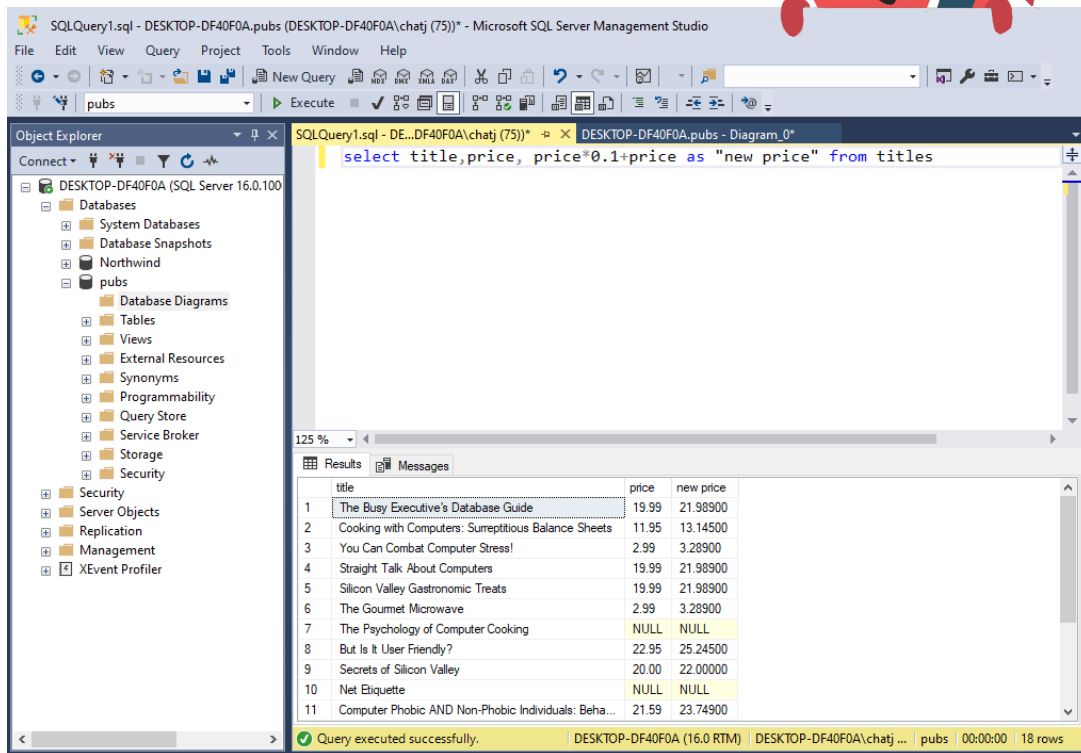 SQLQuery1.sql - DESKTOP-DF40F0A.pubs (DESKTOP-DF40F0A\chatj (75))* - Microsoft SQL Server Management Studio
File Edit View Query Project Tools Window Help
New Query MDX DMX XMLA DAX
pubs Execute
Object Explorer
Connect
DESKTOP-DF40F0A (SQL Server 16.0.100
Databases
System Databases
Database Snapshots
Northwind
pubs
Database Diagrams
Tables
Views
External Resources
Synonyms
Programmability
Query Store
Service Broker
Storage
Security
Security
Server Objects
Replication
Management
XEvent Profiler
SQLQuery1.sql - DE...DF40F0A\chatj (75))* DESKTOP-DF40F0A.pubs - Diagram_0*
select title,price, price*0.1+price as "new price" from titles
125 %
Results Messages
title price new price
1 The Busy Executive's Database Guide 19.99 21.98900
2 Cooking with Computers: Surreptitious Balance Sheets 11.95 13.14500
3 You Can Combat Computer Stress! 2.99 3.28900
4 Straight Talk About Computers 19.99 21.98900
5 Silicon Valley Gastronomic Treats 19.99 21.98900
6 The Gourmet Microwave 2.99 3.28900
7 The Psychology of Computer Cooking NULL NULL
8 But Is It User Friendly? 22.95 25.24500
9 Secrets of Silicon Valley 20.00 22.00000
10 Net Etiquette NULL NULL
11 Computer Phobic AND Non-Phobic Individuals: Beha... 21.59 23.74900
Query executed successfully. DESKTOP-DF40F0A (16.0 RTM) DESKTOP-DF40F0A\chatj ... pubs 00:00:00 18 rows